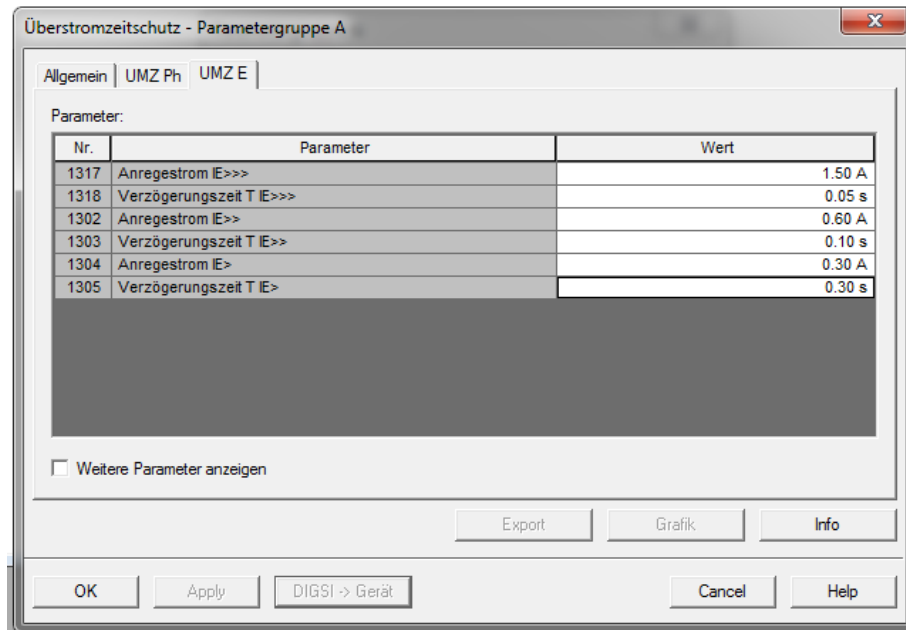 Überstromzeitschutz - Parametergruppe A
Allgemein UMZ Ph UMZ E
Parameter:
Nr. Parameter Wert
1317 Anregestrom IE>>> 1.50 A
1318 Verzögerungszeit T IE>>> 0.05 s
1302 Anregestrom IE>> 0.60 A
1303 Verzögerungszeit T IE>> 0.10 s
1304 Anregestrom IE> 0.30 A
1305 Verzögerungszeit T IE> 0.30 s
Weitere Parameter anzeigen
Export Grafik Info
OK Apply DIGSI -> Gerät Cancel Help